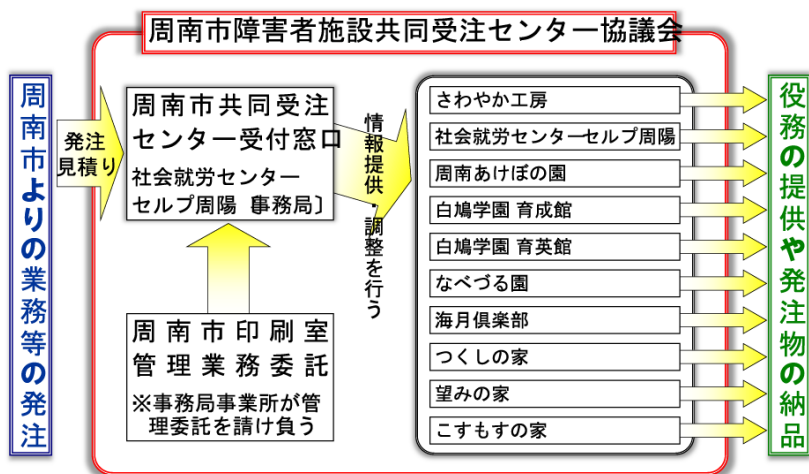 周南市障害者施設共同受注センター協議会
周南市よりの業務等の発注
発注
見積り
周南市共同受注
センター受付窓口
社会就労センター
セルプ周陽 事務局〕
周南市印刷室
管理業務委託
※事務局事業所が管
理委託を請け負う
情報提供・調整を行う
さわやか工房
社会就労センターセルプ周陽
周南あけぼの園
白鳩学園 育成館
白鳩学園 育英館
なべづる園
海月倶楽部
つくしの家
望みの家
こすもすの家
役務の提供や発注物の納品